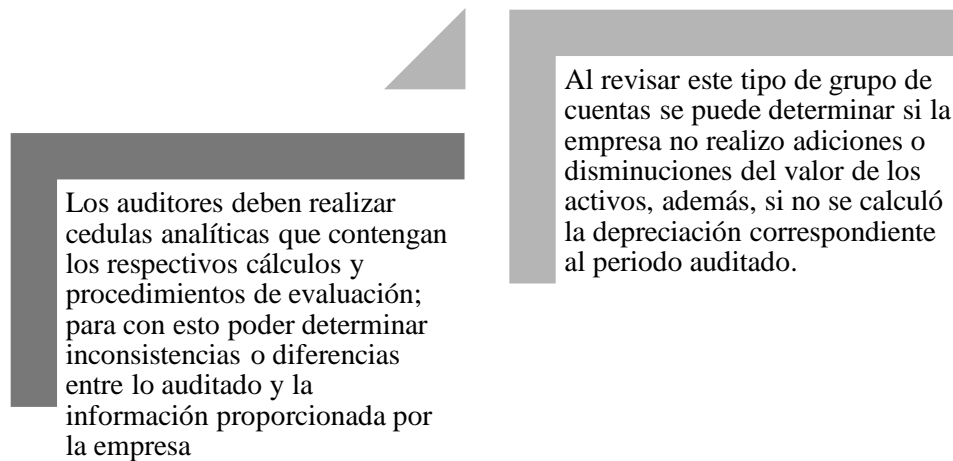 Los auditores deben realizar
cedulas analíticas que contengan
los respectivos cálculos y
procedimientos de evaluación;
para con esto poder determinar
inconsistencias o diferencias
entre lo auditado y la
información proporcionada por
la empresa
Al revisar este tipo de grupo de
cuentas se puede determinar si la
empresa no realizo adiciones o
disminuciones del valor de los
activos, además, si no se calculó
la depreciación correspondiente
al periodo auditado.